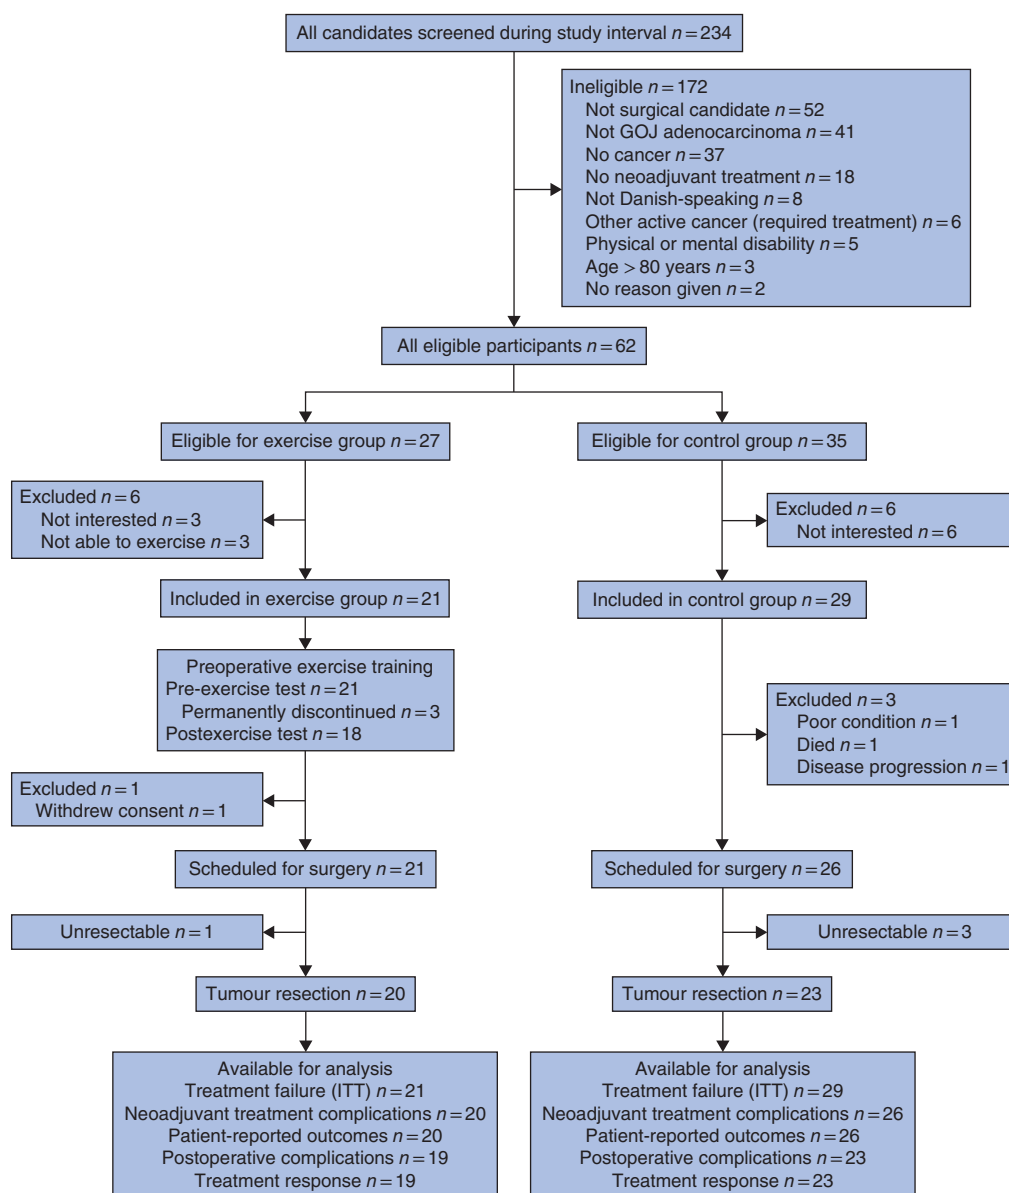 All candidates screened during study interval n = 234
Ineligible n = 172
Not surgical candidate n = 52
Not GOJ adenocarcinoma n = 41
No cancer n = 37
No neoadjuvant treatment n = 18
Not Danish-speaking n = 8
Other active cancer (required treatment) n = 6
Physical or mental disability n = 5
Age > 80 years n = 3
No reason given n = 2
All eligible participants n = 62
Eligible for exercise group n = 27
Eligible for control group n = 35
Excluded n = 6
Not interested n = 3
Not able to exercise n = 3
Excluded n = 6
Not interested n = 6
Included in exercise group n = 21
Included in control group n = 29
Preoperative exercise training
Pre-exercise test n = 21
Permanently discontinued n = 3
Postexercise test n = 18
Excluded n = 3
Poor condition n = 1
Died n = 1
Disease progression n = 1
Excluded n = 1
Withdrew consent n = 1
Scheduled for surgery n = 21
Scheduled for surgery n = 26
Unresectable n = 1
Unresectable n = 3
Tumour resection n = 20
Tumour resection n = 23
Available for analysis
Treatment failure (ITT) n = 21
Neoadjuvant treatment complications n = 20
Patient-reported outcomes n = 20
Postoperative complications n = 19
Treatment response n = 19
Available for analysis
Treatment failure (ITT) n = 29
Neoadjuvant treatment complications n = 26
Patient-reported outcomes n = 26
Postoperative complications n = 23
Treatment response n = 23